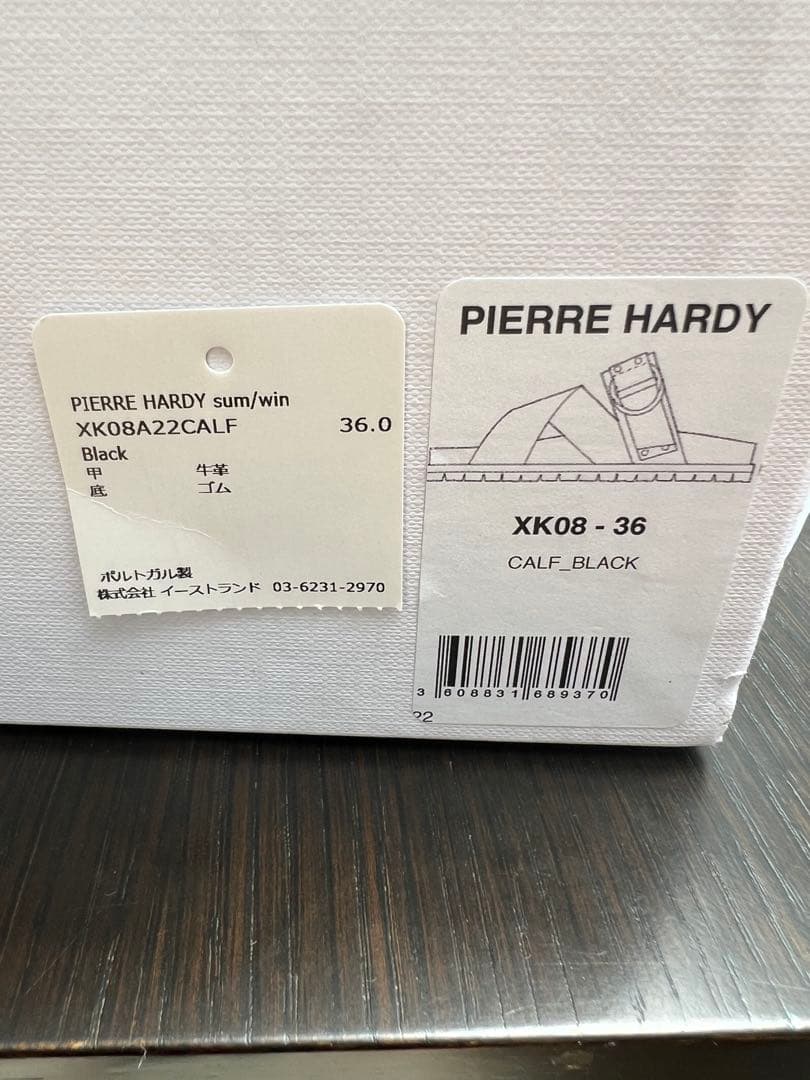 PIERRE HARDY sum/win
XK08A22CALF 36.0
Black
甲 牛革
底 ゴム
ポルトガル製
株式会社 イーストランド 03-6231-2970
PIERRE HARDY
XK08 - 36
CALF_BLACK
3 608831 689370
22